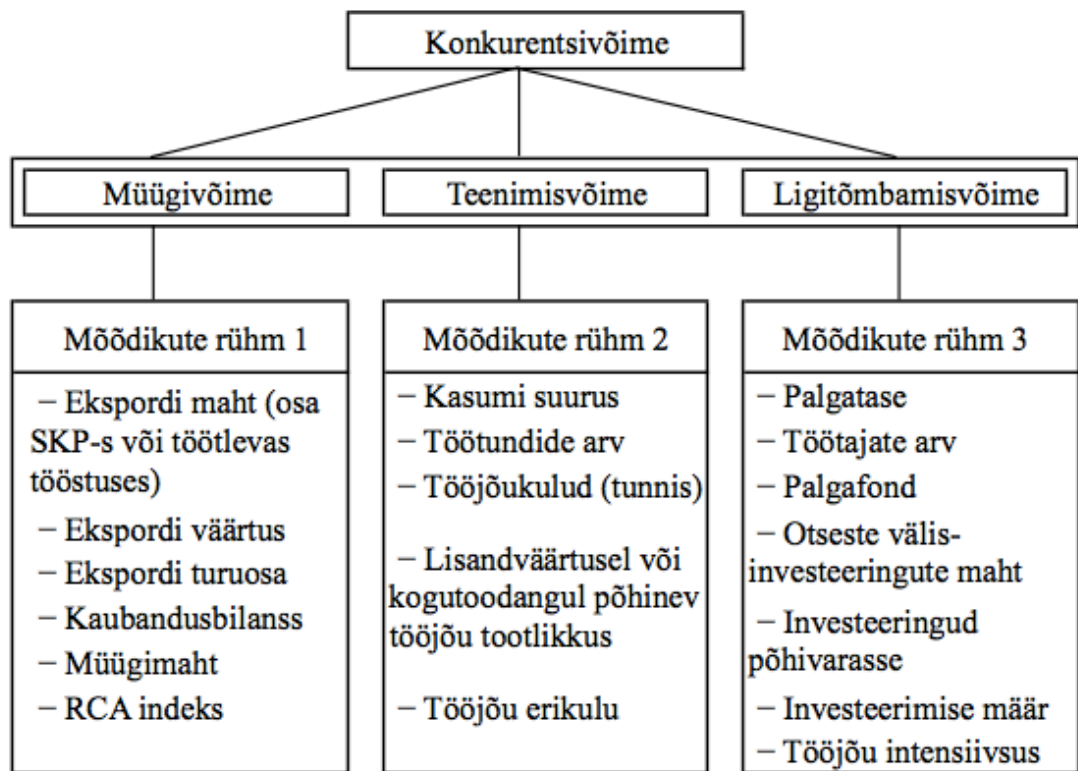 Konkurentsivõime
Müügivõime
Teenimisvõime
Ligitõmbamisvõime
Mõõdikute rühm 1
– Ekspordi maht (osa
SKP-s või töötlevas
tööstuses)
– Ekspordi väärtus
– Ekspordi turuosa
– Kaubandusbilanss
– Müügimaht
– RCA indeks
Mõõdikute rühm 2
– Kasumi suurus
– Töötundide arv
– Tööjõukulud (tunnis)
– Lisandväärtusel või
kogutoodangul põhinev
tööjõu tootlikkus
– Tööjõu erikulu
Mõõdikute rühm 3
– Palgatase
– Töötajate arv
– Palgafond
– Otseste välis-
investeeringute maht
– Investeeringud
põhivarasse
– Investeerimise määr
– Tööjõu intensiivsus